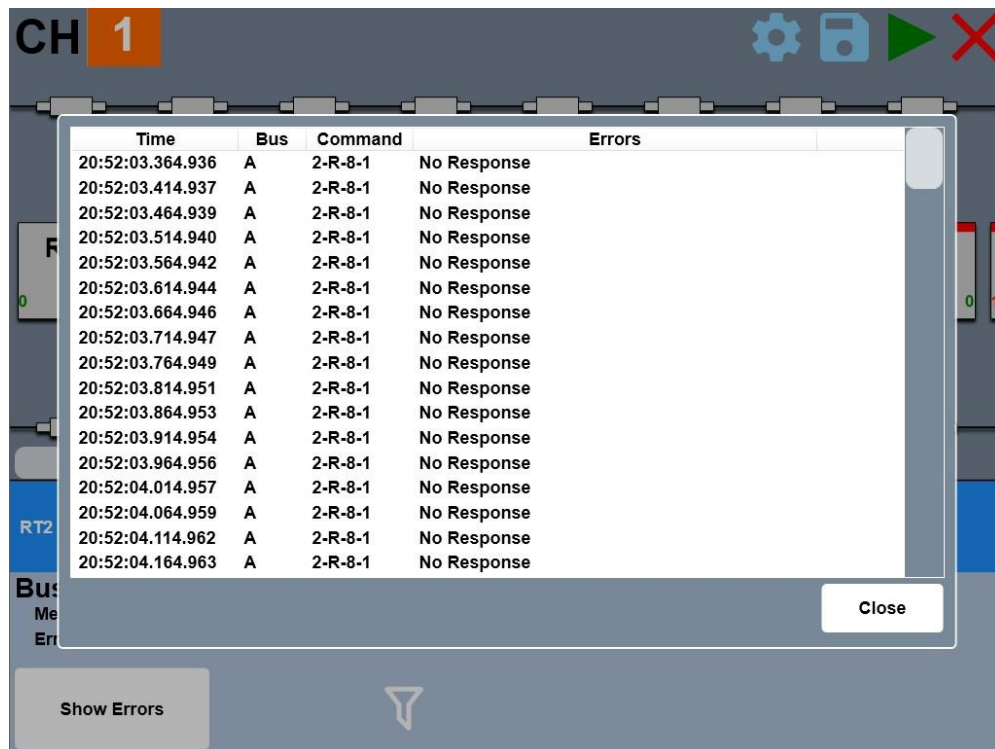 CH 1
Time Bus Command Errors
20:52:03.364.936 A 2-R-8-1 No Response
20:52:03.414.937 A 2-R-8-1 No Response
20:52:03.464.939 A 2-R-8-1 No Response
20:52:03.514.940 A 2-R-8-1 No Response
20:52:03.564.942 A 2-R-8-1 No Response
20:52:03.614.944 A 2-R-8-1 No Response
20:52:03.664.946 A 2-R-8-1 No Response
20:52:03.714.947 A 2-R-8-1 No Response
20:52:03.764.949 A 2-R-8-1 No Response
20:52:03.814.951 A 2-R-8-1 No Response
20:52:03.864.953 A 2-R-8-1 No Response
20:52:03.914.954 A 2-R-8-1 No Response
20:52:03.964.956 A 2-R-8-1 No Response
20:52:04.014.957 A 2-R-8-1 No Response
20:52:04.064.959 A 2-R-8-1 No Response
20:52:04.114.962 A 2-R-8-1 No Response
20:52:04.164.963 A 2-R-8-1 No Response
0 0
RT2
Bus
Close
Show Errors